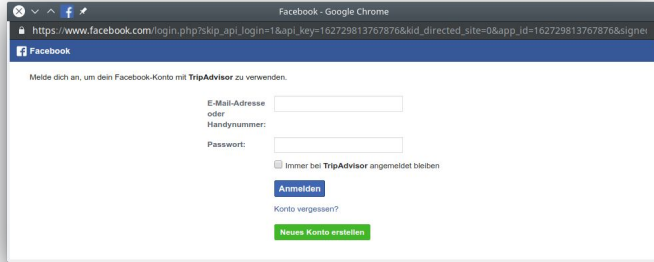 Facebook - Google Chrome
https://www.facebook.com/login.php?skip_api_login=1&api_key=162729813767876&kid_directed_site=0&app_id=162729813767876&signed
Facebook
Melde dich an, um dein Facebook-Konto mit TripAdvisor zu verwenden.
E-Mail-Adresse
oder
Handynummer:
Passwort:
Immer bei TripAdvisor angemeldet bleiben
Anmelden
Konto vergessen?
Neues Konto erstellen